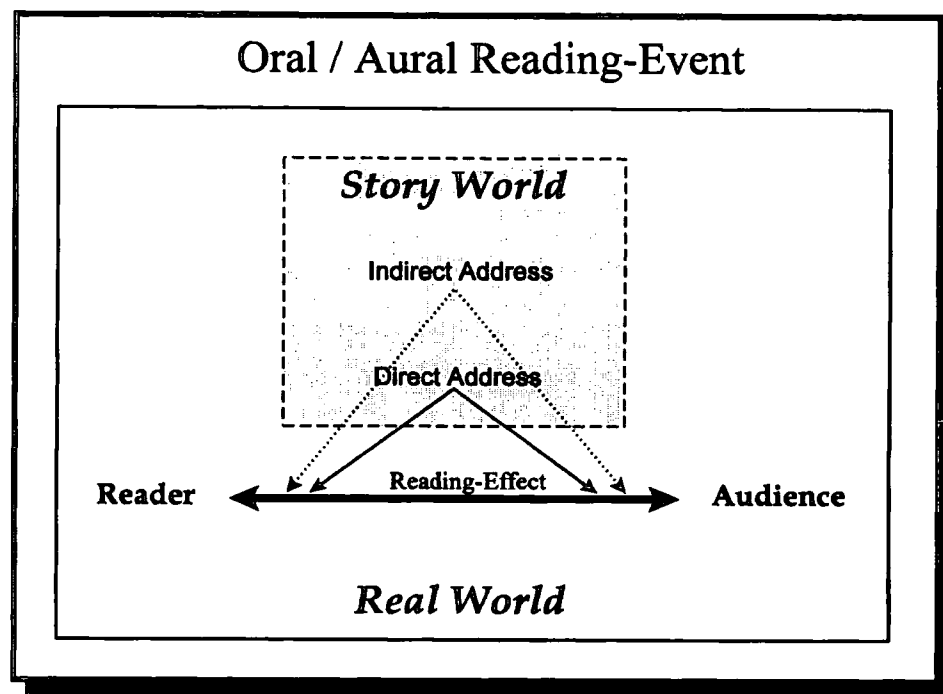 Oral / Aural Reading-Event
Story World
Indirect Address
Direct Address
Reading-Effect
Reader
Audience
Real World